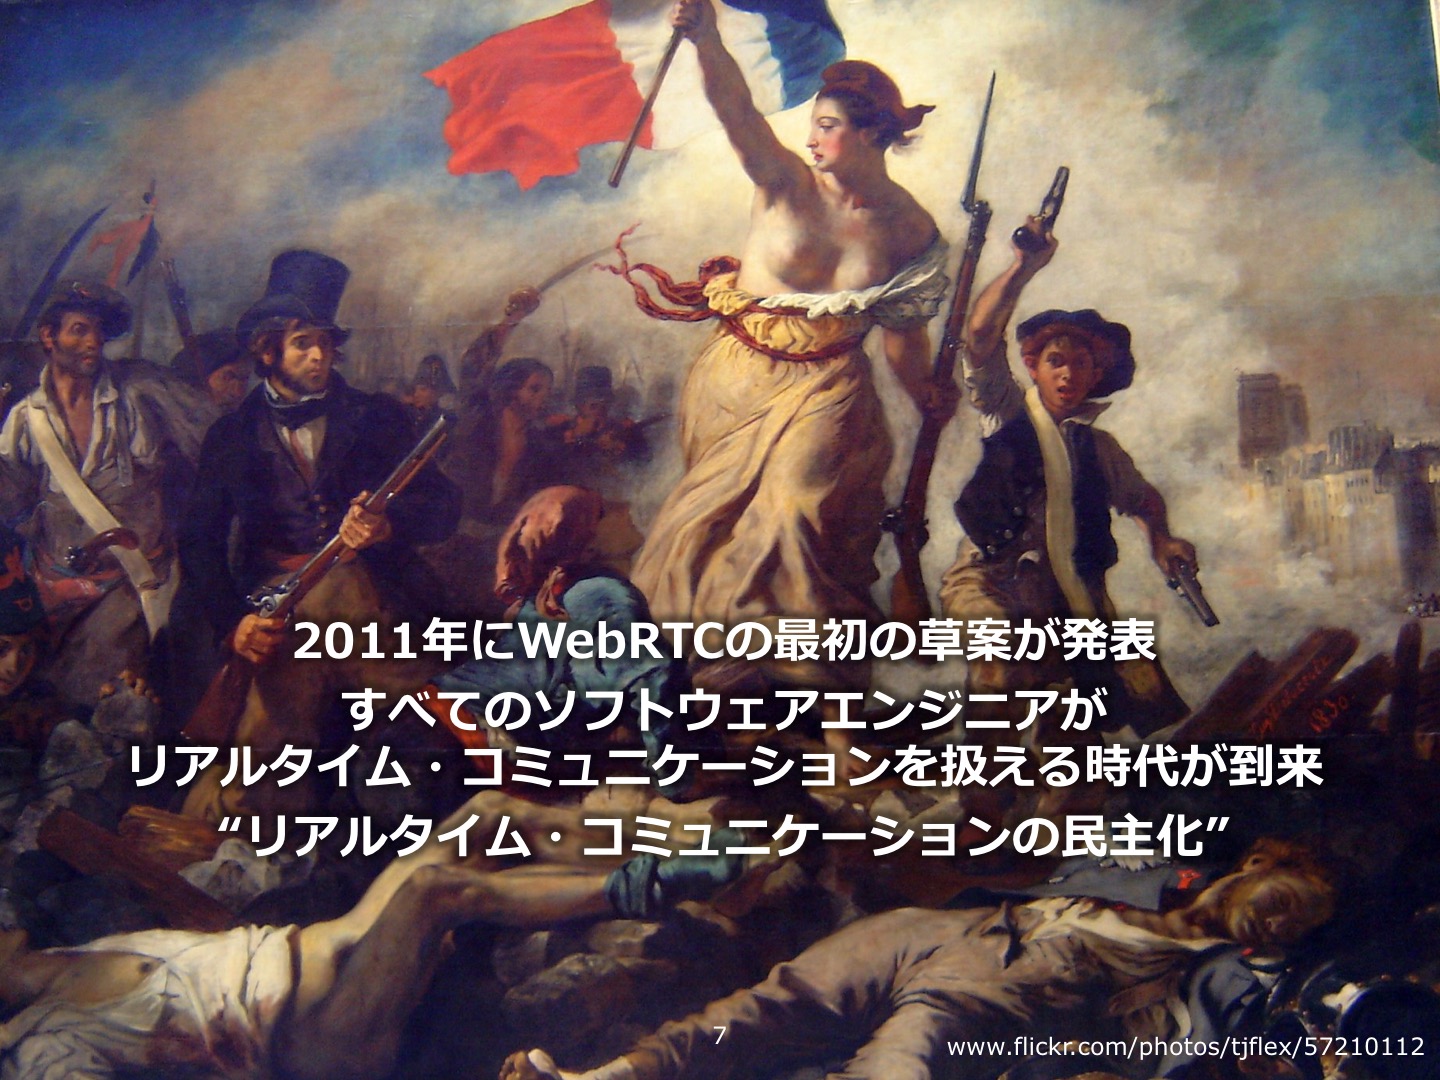 2011年にWebRTCの最初の草案が発表
すべてのソフトウェアエンジニアが
リアルタイム・コミュニケーションを扱える時代が到来
“リアルタイム・コミュニケーションの民主化”
7
www.flickr.com/photos/tjflex/57210112